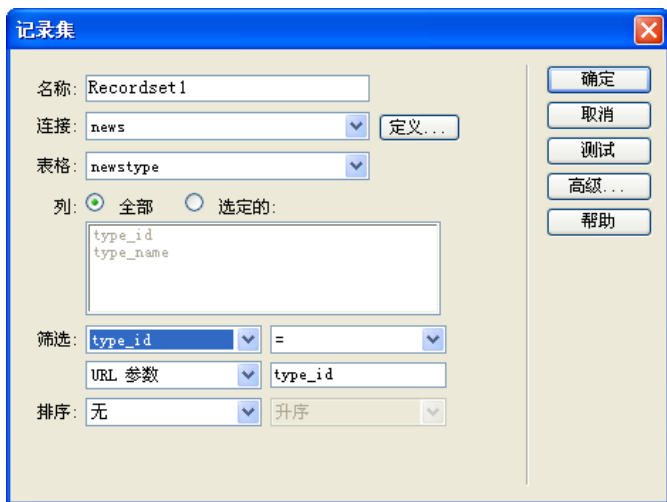 记录集
名称: Recordset1
连接: news 定义...
表格: newstype
列: 全部 选定的:
type_id
type_name
筛选: type_id =
URL 参数 type_id
排序: 无 升序
确定
取消
测试
高级...
帮助